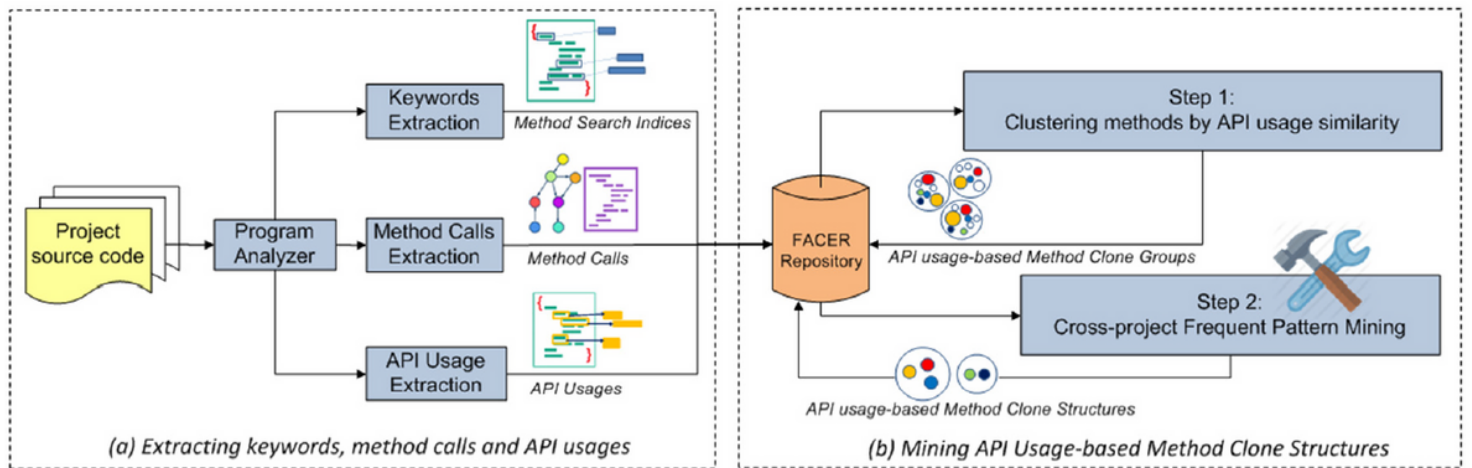 Project
source code
Program
Analyzer
Keywords
Extraction
Method Search Indices
Method Calls
Extraction
Method Calls
API Usage
Extraction
API Usages
(a) Extracting keywords, method calls and API usages
FACER
Repository
Step 1:
Clustering methods by API usage similarity
API usage-based Method Clone Groups
Step 2:
Cross-project Frequent Pattern Mining
API usage-based Method Clone Structures
(b) Mining API Usage-based Method Clone Structures